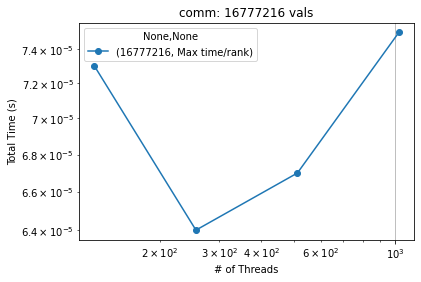 comm: 16777216 vals
None,None
(16777216, Max time/rank)
Total Time (s)
7.4 × 10⁻⁵
7.2 × 10⁻⁵
7 × 10⁻⁵
6.8 × 10⁻⁵
6.6 × 10⁻⁵
6.4 × 10⁻⁵
2 × 10² 3 × 10² 4 × 10² 6 × 10² 10³
# of Threads